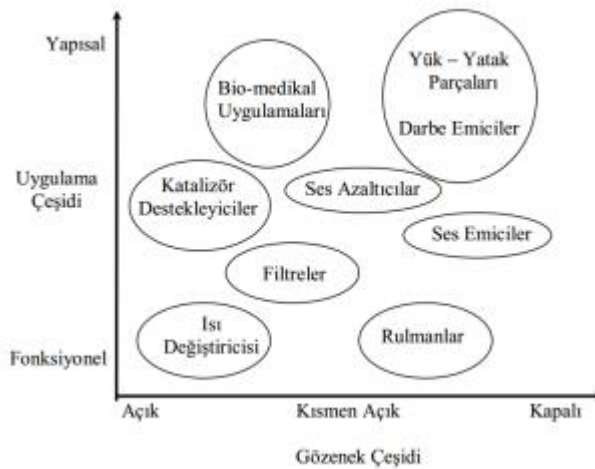 Yapısal
Bio-medikal
Uygulamaları
Yük – Yatak
Parçaları
Darbe Emiciler
Uygulama
Çeşidi
Katalizör
Destekleyiciler
Ses Azaltıcılar
Ses Emiciler
Filtreler
Isı
Değiştiricisi
Rulmanlar
Fonksiyonel
Açık
Kısmen Açık
Kapalı
Gözenek Çeşidi